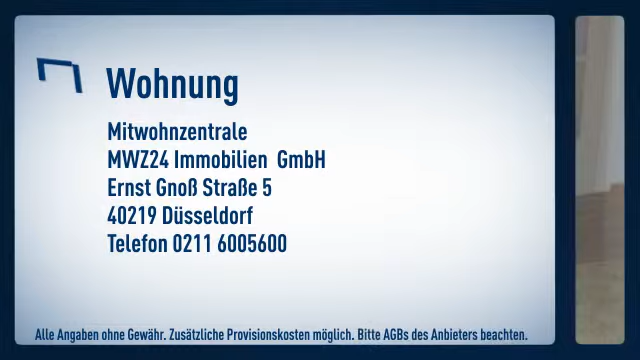 Wohnung
Mitwohnzentrale
MWZ24 Immobilien GmbH
Ernst Gnoß Straße 5
40219 Düsseldorf
Telefon 0211 6005600
Alle Angaben ohne Gewähr. Zusätzliche Provisionskosten möglich. Bitte AGBs des Anbieters beachten.